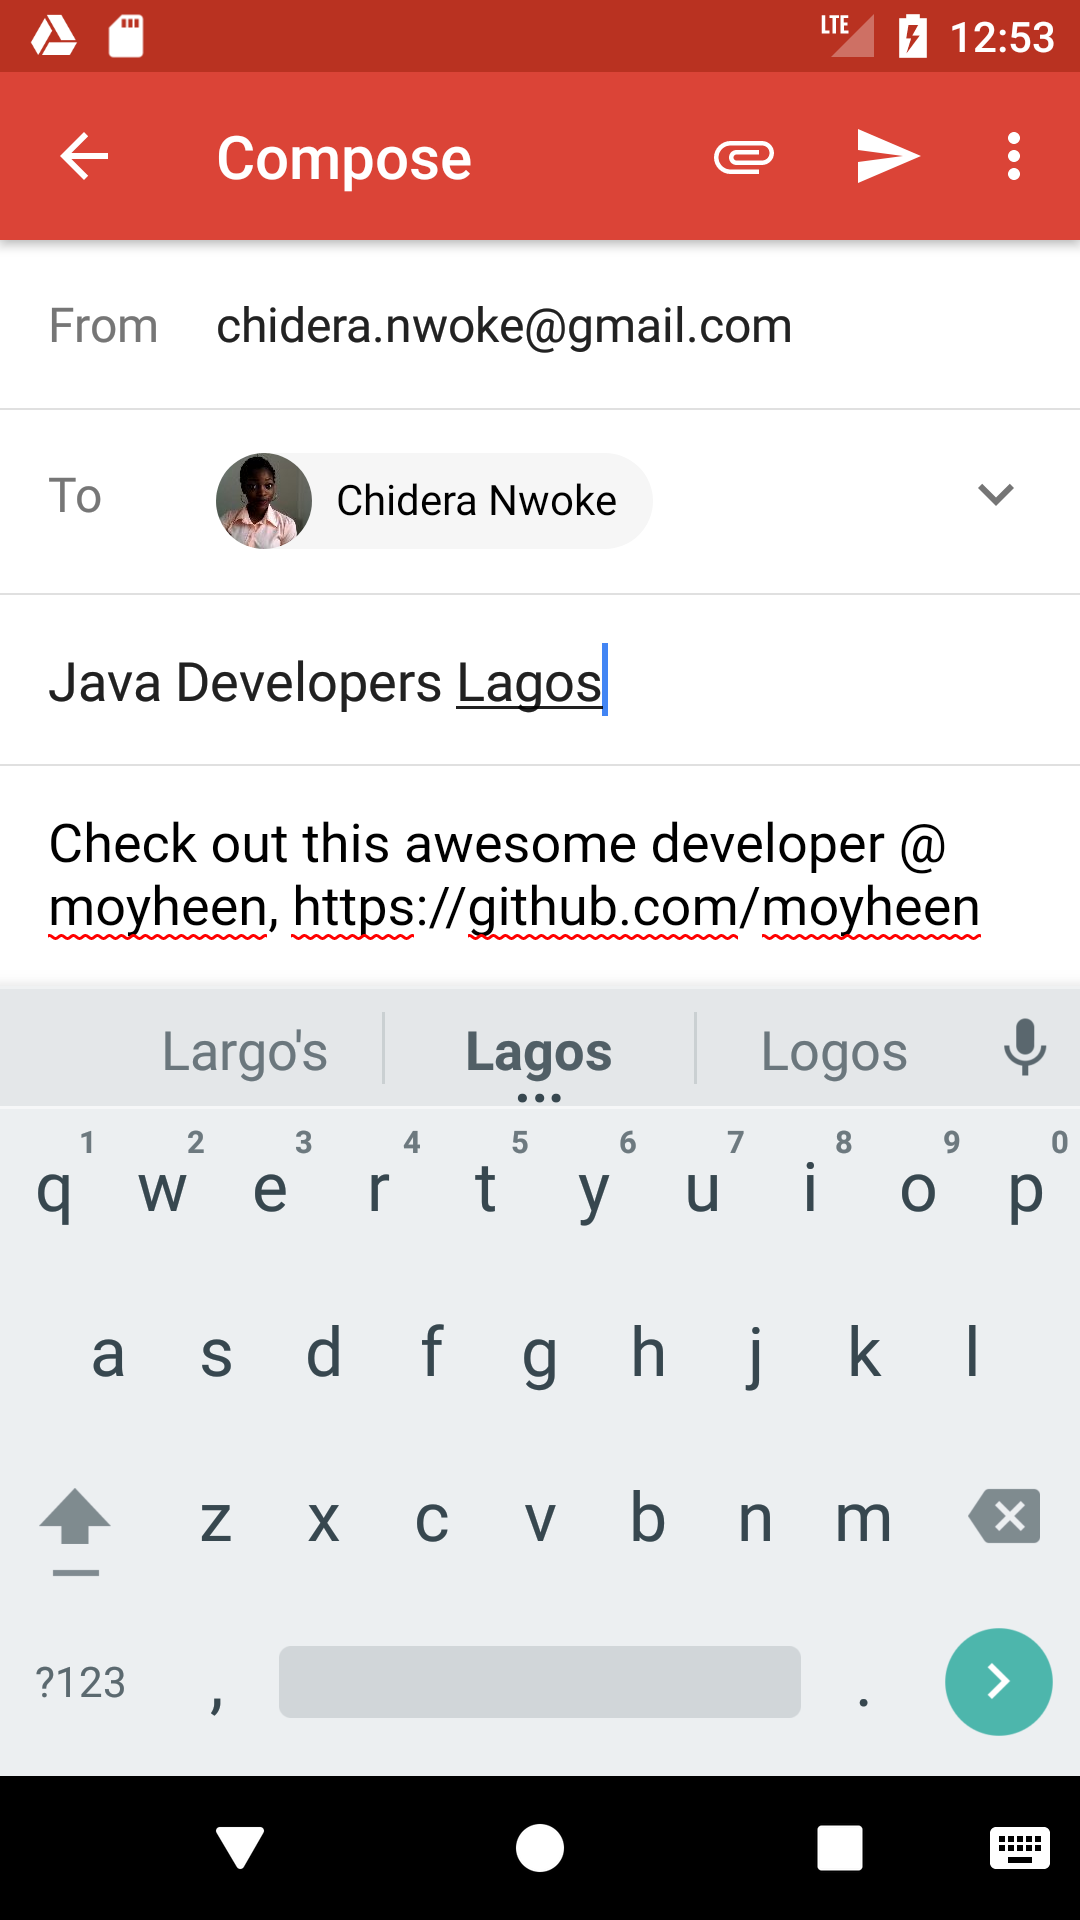 LTE 12:53
Compose
From chidera.nwoke@gmail.com
To Chidera Nwoke
Java Developers Lagos
Check out this awesome developer @
moyheen, https://github.com/moyheen
Largo's Lagos Logos
1 2 3 4 5 6 7 8 9 0
q w e r t y u i o p
a s d f g h j k l
z x c v b n m
?123 , .